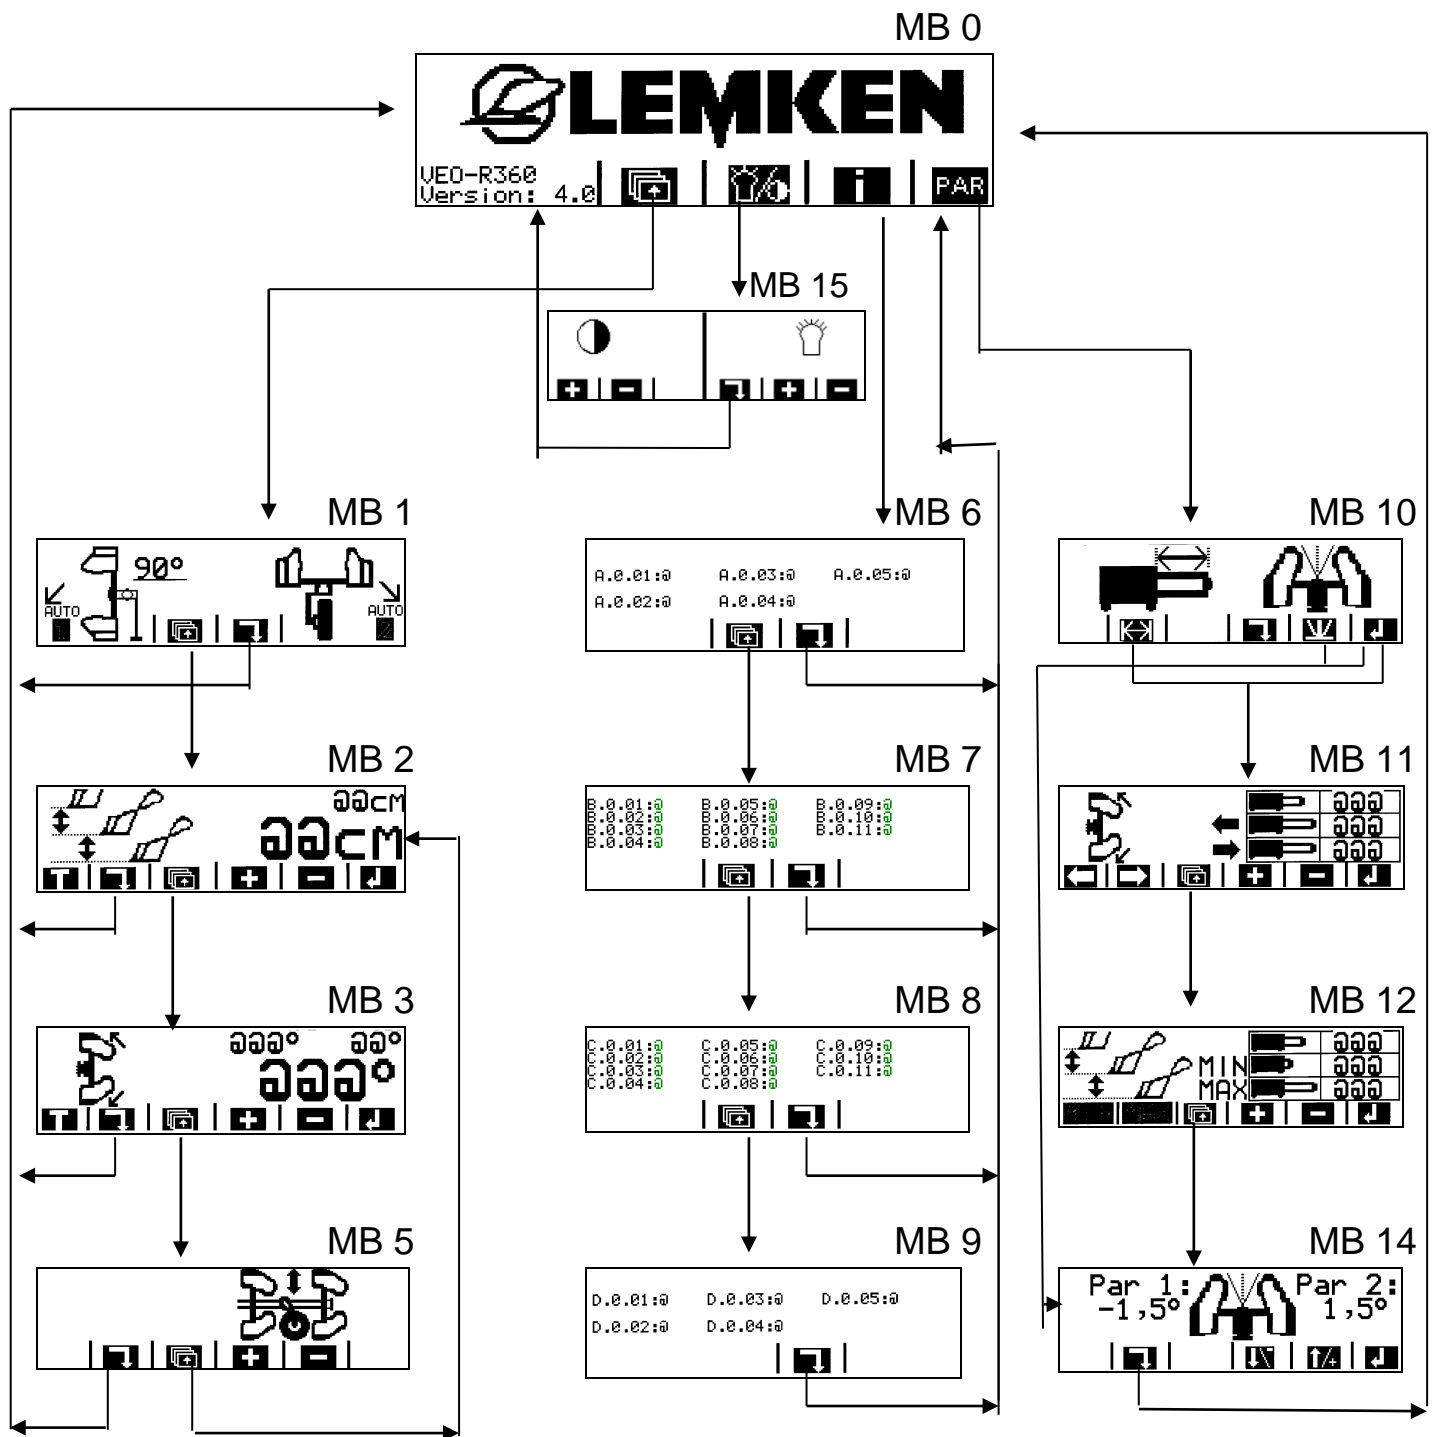 MB 0
LEMKEN
VEO-R360
Version: 4.0
i
PAR
MB 15
MB 1
90°
AUTO
1
AUTO
2
MB 6
A.0.01:@ A.0.03:@ A.0.05:@
A.0.02:@ A.0.04:@
MB 10
MB 2
@@cm
@@cm
T
MB 7
B.0.01:@ B.0.05:@ B.0.09:@
B.0.02:@ B.0.06:@ B.0.10:@
B.0.03:@ B.0.07:@ B.0.11:@
B.0.04:@ B.0.08:@
MB 11
@@@
@@@
@@@
MB 3
@@@° @@°
@@@°
T
MB 8
C.0.01:@ C.0.05:@ C.0.09:@
C.0.02:@ C.0.06:@ C.0.10:@
C.0.03:@ C.0.07:@ C.0.11:@
C.0.04:@ C.0.08:@
MB 12
@@@
MIN @@@
MAX @@@
MB 5
MB 9
D.0.01:@ D.0.03:@ D.0.05:@
D.0.02:@ D.0.04:@
MB 14
Par 1: Par 2:
-1,5° 1,5°